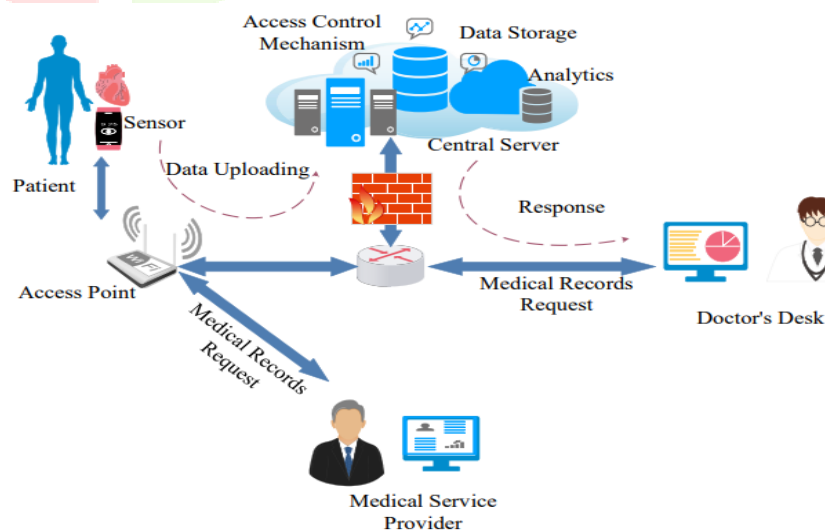 Access Control
Mechanism
Data Storage
Analytics
Sensor
Central Server
Patient
Data Uploading
Response
WiFi
Access Point
Medical Records
Request
Doctor's Desk
Medical Records
Request
Medical Service
Provider